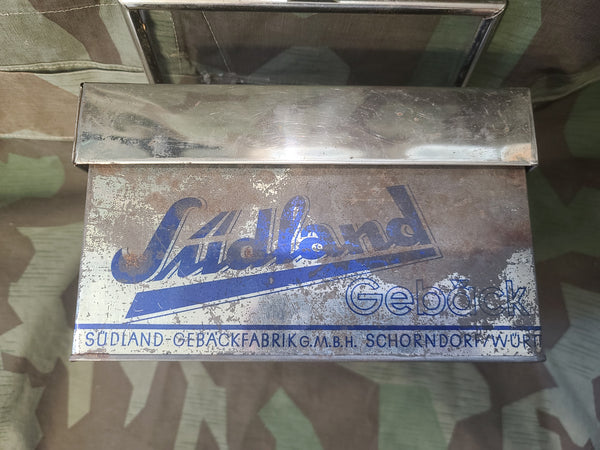 Südland
Gebäck
SÜDLAND-GEBÄCKFABRIK G.M.B.H. SCHORNDORF/WÜRT